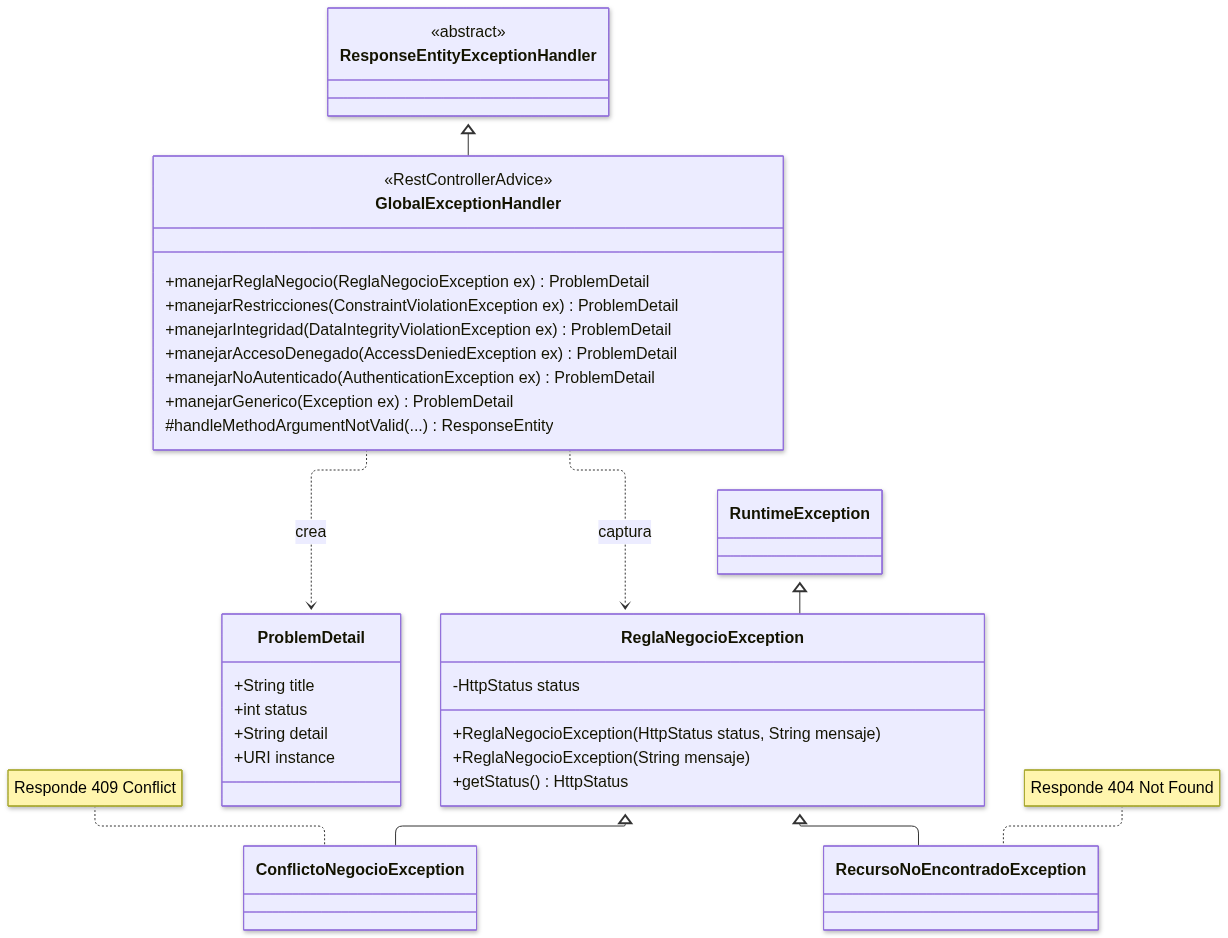 «abstract»
ResponseEntityExceptionHandler
«RestControllerAdvice»
GlobalExceptionHandler
+manejarReglaNegocio(ReglaNegocioException ex) : ProblemDetail
+manejarRestricciones(ConstraintViolationException ex) : ProblemDetail
+manejarIntegridad(DataIntegrityViolationException ex) : ProblemDetail
+manejarAccesoDenegado(AccessDeniedException ex) : ProblemDetail
+manejarNoAutenticado(AuthenticationException ex) : ProblemDetail
+manejarGenerico(Exception ex) : ProblemDetail
#handleMethodArgumentNotValid(...) : ResponseEntity
crea
captura
RuntimeException
ProblemDetail
+String title
+int status
+String detail
+URI instance
ReglaNegocioException
-HttpStatus status
+ReglaNegocioException(HttpStatus status, String mensaje)
+ReglaNegocioException(String mensaje)
+getStatus() : HttpStatus
Responde 409 Conflict
Responde 404 Not Found
ConflictoNegocioException
RecursoNoEncontradoException